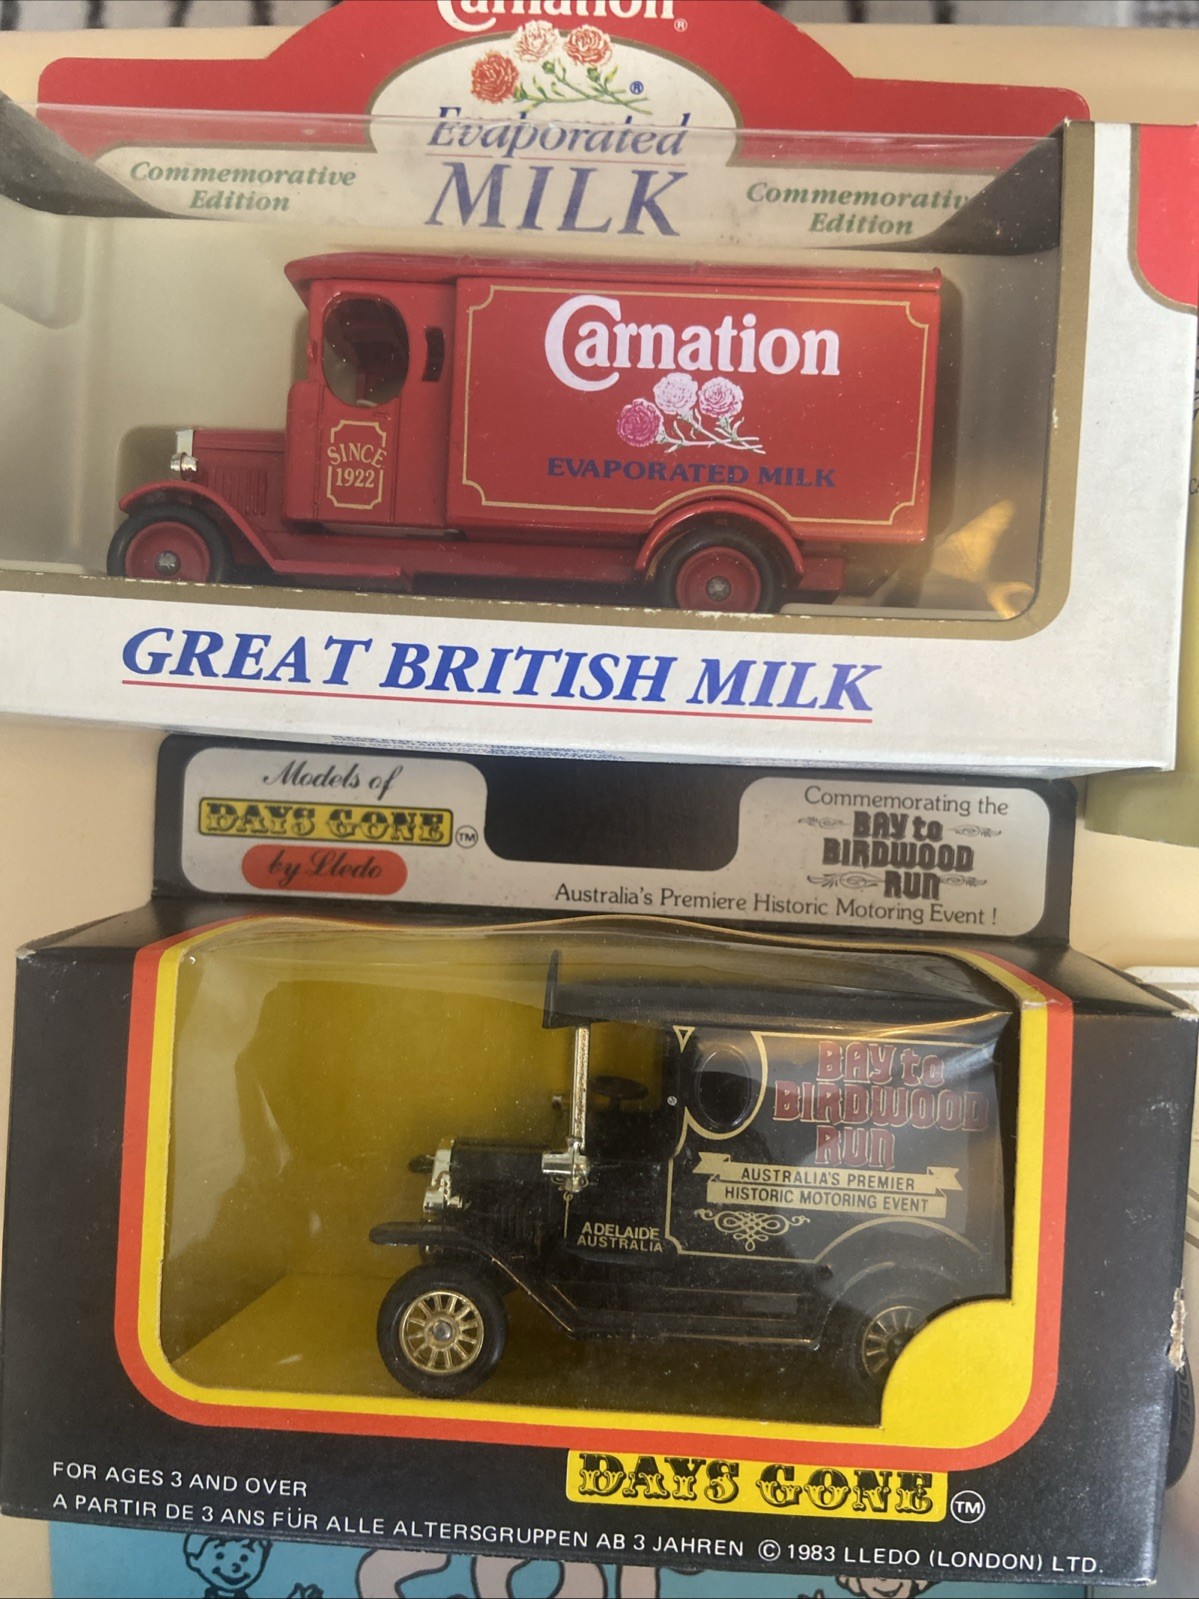 Carnation®
®
Evaporated
MILK
Commemorative
Edition
Commemorativ
Edition
Carnation
EVAPORATED MILK
SINCE
1922
GREAT BRITISH MILK
Models of
DAYS GONE TM
by Lledo
Commemorating the
BAY to
BIRDWOOD
RUN
Australia's Premiere Historic Motoring Event !
BAY to
BIRDWOOD
RUN
AUSTRALIA'S PREMIER
HISTORIC MOTORING EVENT
ADELAIDE
AUSTRALIA
DAYS GONE TM
FOR AGES 3 AND OVER
A PARTIR DE 3 ANS FÜR ALLE ALTERSGRUPPEN AB 3 JAHREN © 1983 LLEDO (LONDON) LTD.